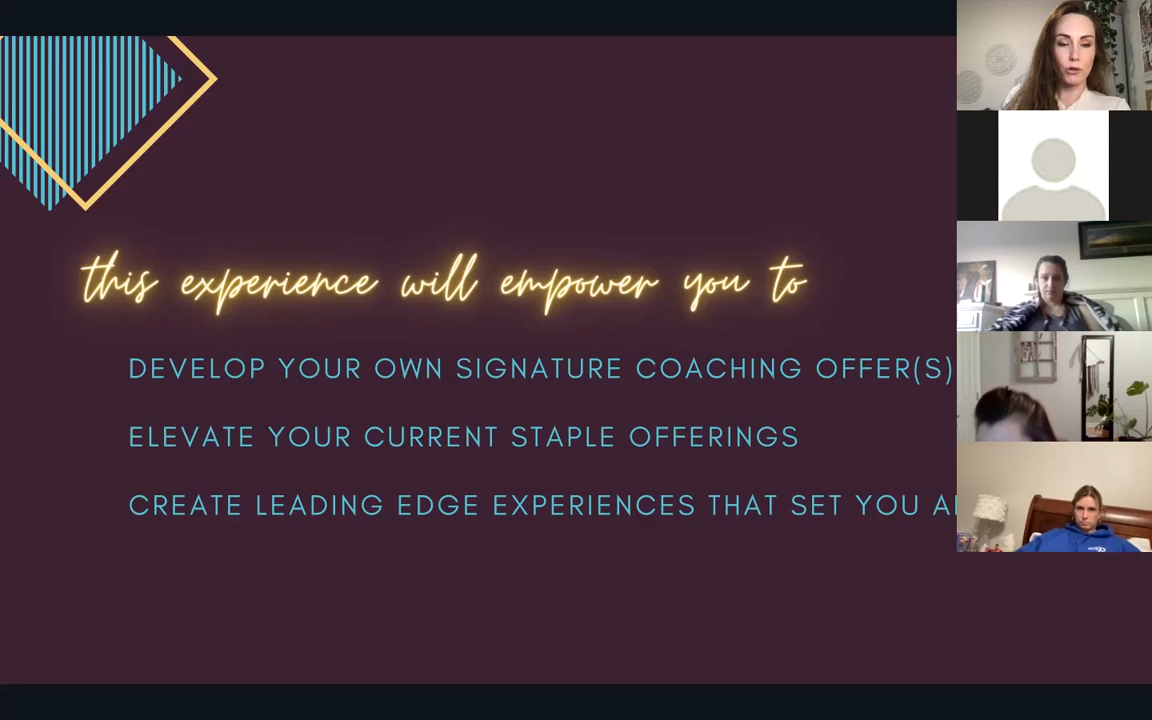 this experience will empower you to
DEVELOP YOUR OWN SIGNATURE COACHING OFFER(S)
ELEVATE YOUR CURRENT STAPLE OFFERINGS
CREATE LEADING EDGE EXPERIENCES THAT SET YOU